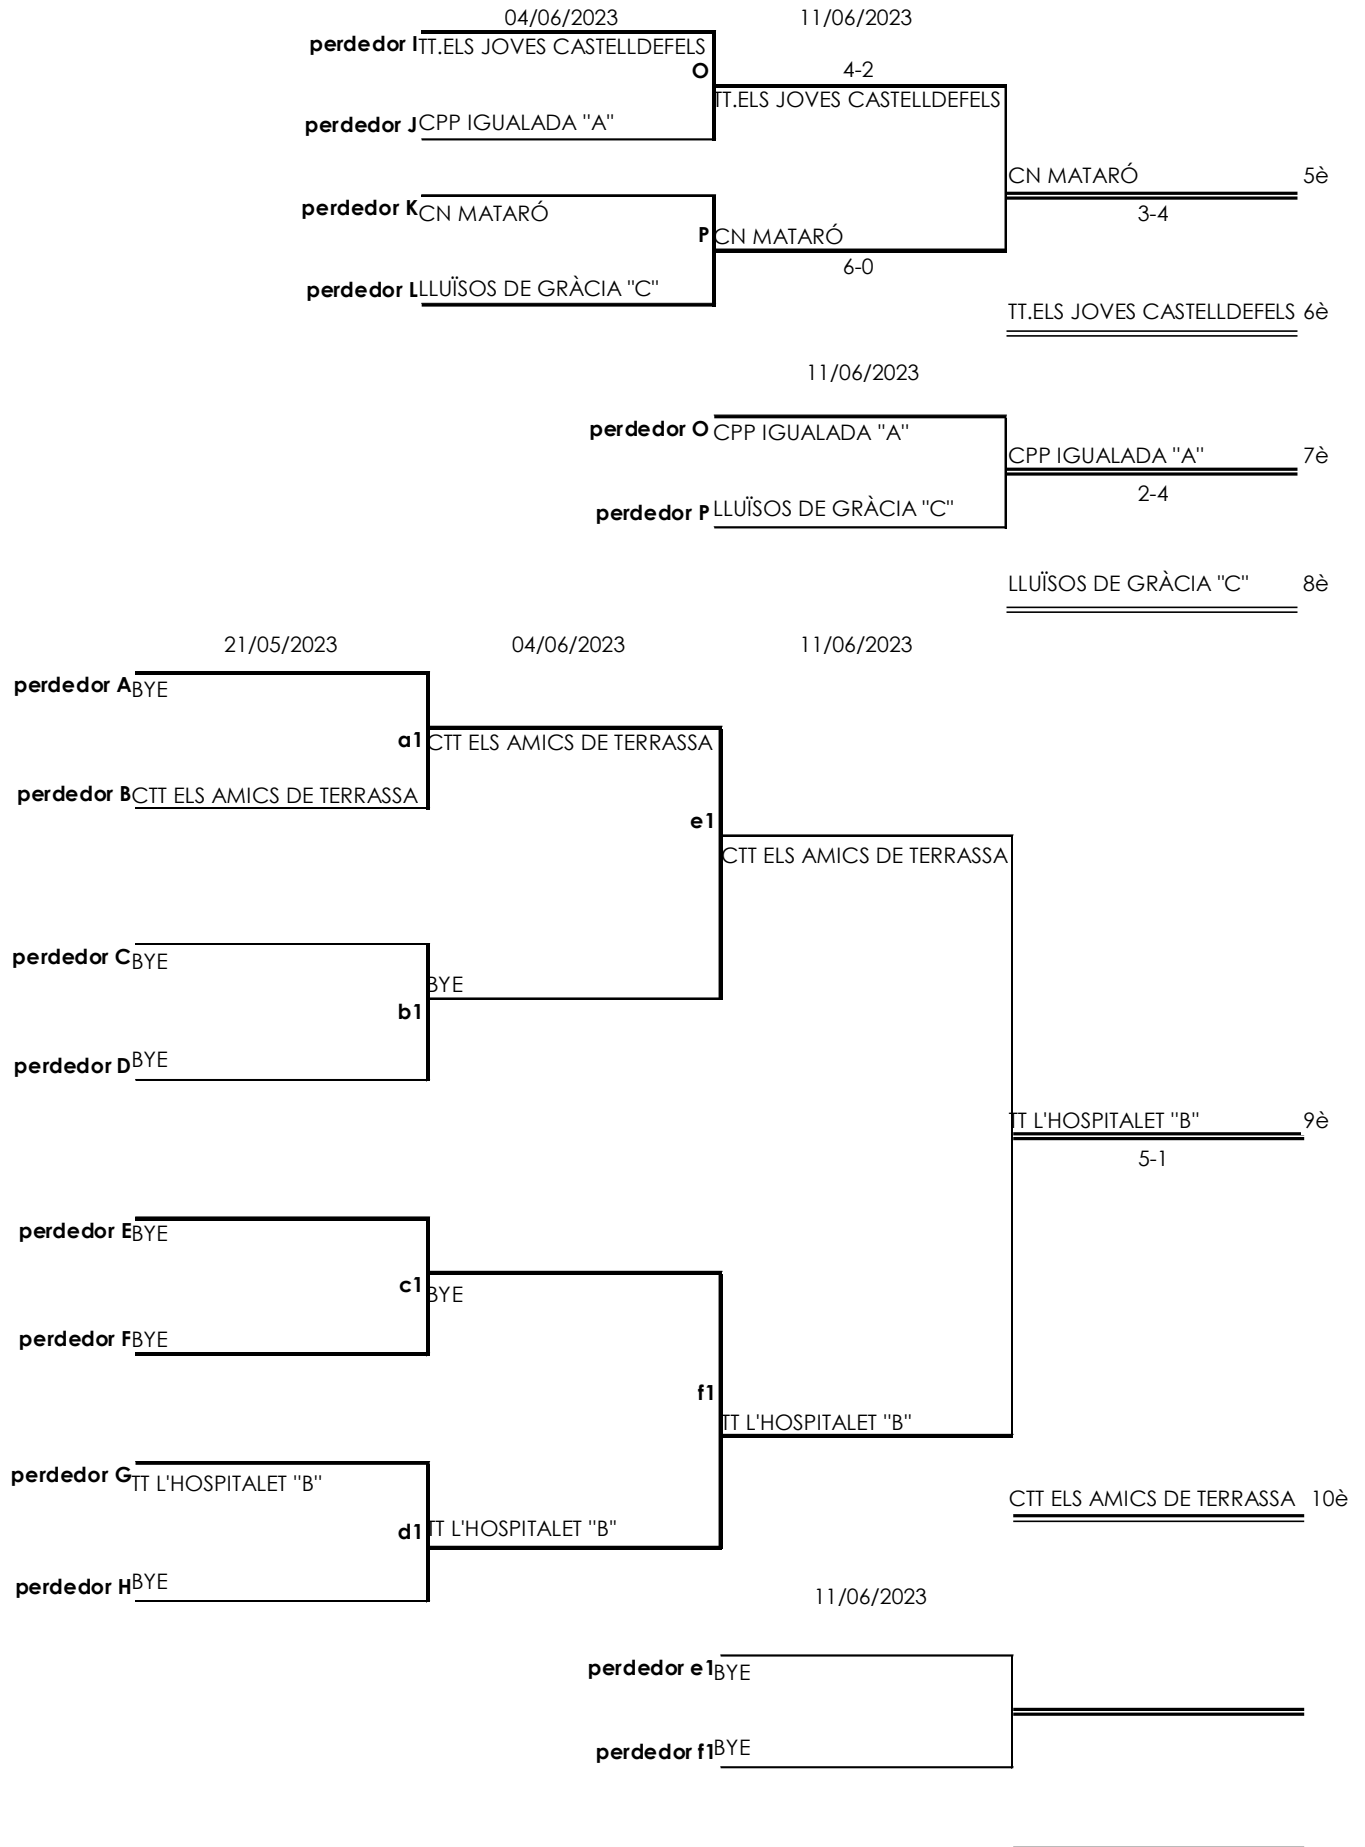 04/06/2023 11/06/2023
perdedor I TT.ELS JOVES CASTELLDEFELS
O 4-2
TT.ELS JOVES CASTELLDEFELS
perdedor J CPP IGUALADA "A"
CN MATARÓ 5è
perdedor K CN MATARÓ 3-4
P CN MATARÓ
6-0
perdedor L LLUÏSOS DE GRÀCIA "C"
TT.ELS JOVES CASTELLDEFELS 6è
11/06/2023
perdedor O CPP IGUALADA "A"
CPP IGUALADA "A" 7è
2-4
perdedor P LLUÏSOS DE GRÀCIA "C"
LLUÏSOS DE GRÀCIA "C" 8è
21/05/2023 04/06/2023 11/06/2023
perdedor A BYE
a1 CTT ELS AMICS DE TERRASSA
perdedor B CTT ELS AMICS DE TERRASSA
e1
CTT ELS AMICS DE TERRASSA
perdedor C BYE
BYE
b1
perdedor D BYE
TT L'HOSPITALET "B" 9è
5-1
perdedor E BYE
c1 BYE
perdedor F BYE
f1
TT L'HOSPITALET "B"
perdedor G TT L'HOSPITALET "B"
CTT ELS AMICS DE TERRASSA 10è
d1 TT L'HOSPITALET "B"
perdedor H BYE
11/06/2023
perdedor e1 BYE
perdedor f1 BYE